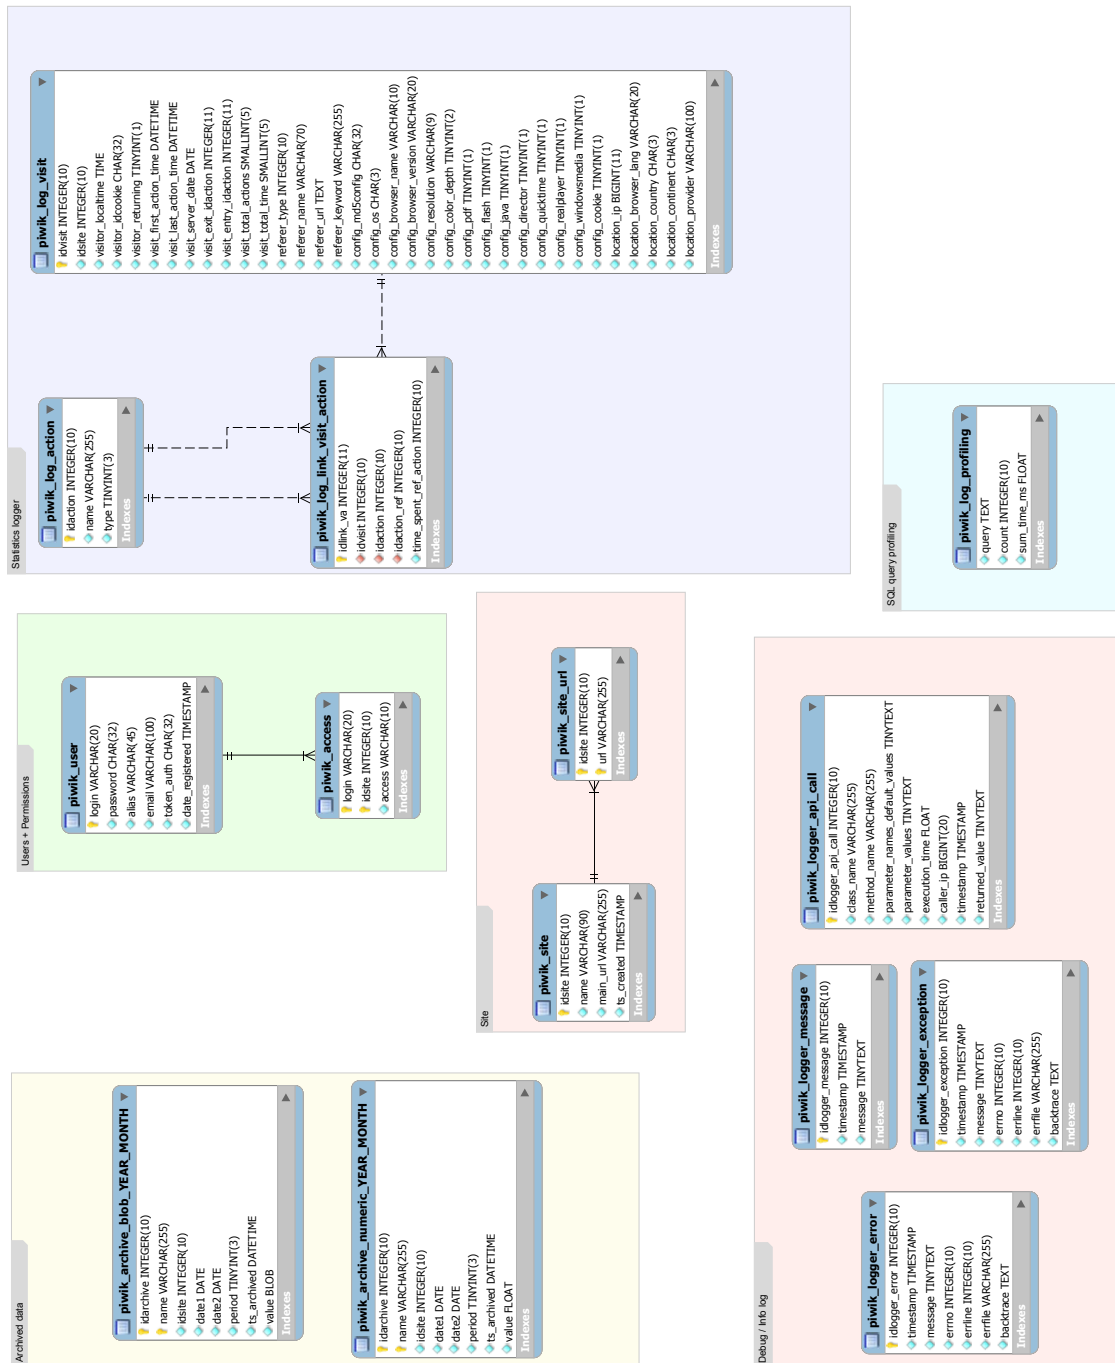 Archived data
piwik_archive_blob_YEAR_MONTH
idarchive INTEGER(10)
name VARCHAR(255)
idsite INTEGER(10)
date1 DATE
date2 DATE
period TINYINT(3)
ts_archived DATETIME
value BLOB
Indexes
piwik_archive_numeric_YEAR_MONTH
idarchive INTEGER(10)
name VARCHAR(255)
idsite INTEGER(10)
date1 DATE
date2 DATE
period TINYINT(3)
ts_archived DATETIME
value FLOAT
Indexes
Users + Permissions
piwik_user
login VARCHAR(20)
password CHAR(32)
alias VARCHAR(45)
email VARCHAR(100)
token_auth CHAR(32)
date_registered TIMESTAMP
Indexes
piwik_access
login VARCHAR(20)
idsite INTEGER(10)
access VARCHAR(10)
Indexes
Statistics logger
piwik_log_action
idaction INTEGER(10)
name VARCHAR(255)
type TINYINT(3)
Indexes
piwik_log_link_visit_action
idlink_va INTEGER(11)
idvisit INTEGER(10)
idaction INTEGER(10)
idaction_ref INTEGER(10)
time_spent_ref_action INTEGER(10)
Indexes
piwik_log_visit
idvisit INTEGER(10)
idsite INTEGER(10)
visitor_localtime TIME
visitor_idcookie CHAR(32)
visitor_returning TINYINT(1)
visit_first_action_time DATETIME
visit_last_action_time DATETIME
visit_server_date DATE
visit_exit_idaction INTEGER(11)
visit_entry_idaction INTEGER(11)
visit_total_actions SMALLINT(5)
visit_total_time SMALLINT(5)
referer_type INTEGER(10)
referer_name VARCHAR(70)
referer_url TEXT
referer_keyword VARCHAR(255)
config_md5config CHAR(32)
config_os CHAR(3)
config_browser_name VARCHAR(10)
config_browser_version VARCHAR(20)
config_resolution VARCHAR(9)
config_color_depth TINYINT(2)
config_pdf TINYINT(1)
config_flash TINYINT(1)
config_java TINYINT(1)
config_director TINYINT(1)
config_quicktime TINYINT(1)
config_realplayer TINYINT(1)
config_windowsmedia TINYINT(1)
config_cookie TINYINT(1)
location_ip BIGINT(11)
location_browser_lang VARCHAR(20)
location_country CHAR(3)
location_continent CHAR(3)
location_provider VARCHAR(100)
Indexes
Site
piwik_site
idsite INTEGER(10)
name VARCHAR(90)
main_url VARCHAR(255)
ts_created TIMESTAMP
Indexes
piwik_site_url
idsite INTEGER(10)
url VARCHAR(255)
Indexes
Debug / Info log
piwik_logger_error
idlogger_error INTEGER(10)
timestamp TIMESTAMP
message TINYTEXT
errno INTEGER(10)
errline INTEGER(10)
errfile VARCHAR(255)
backtrace TEXT
Indexes
piwik_logger_message
idlogger_message INTEGER(10)
timestamp TIMESTAMP
message TINYTEXT
Indexes
piwik_logger_exception
idlogger_exception INTEGER(10)
timestamp TIMESTAMP
message TINYTEXT
errno INTEGER(10)
errline INTEGER(10)
errfile VARCHAR(255)
backtrace TEXT
Indexes
piwik_logger_api_call
idlogger_api_call INTEGER(10)
class_name VARCHAR(255)
method_name VARCHAR(255)
parameter_names_default_values TINYTEXT
parameter_values TINYTEXT
execution_time FLOAT
caller_ip BIGINT(20)
timestamp TIMESTAMP
returned_value TINYTEXT
Indexes
SQL query profiling
piwik_log_profiling
query TEXT
count INTEGER(10)
sum_time_ms FLOAT
Indexes